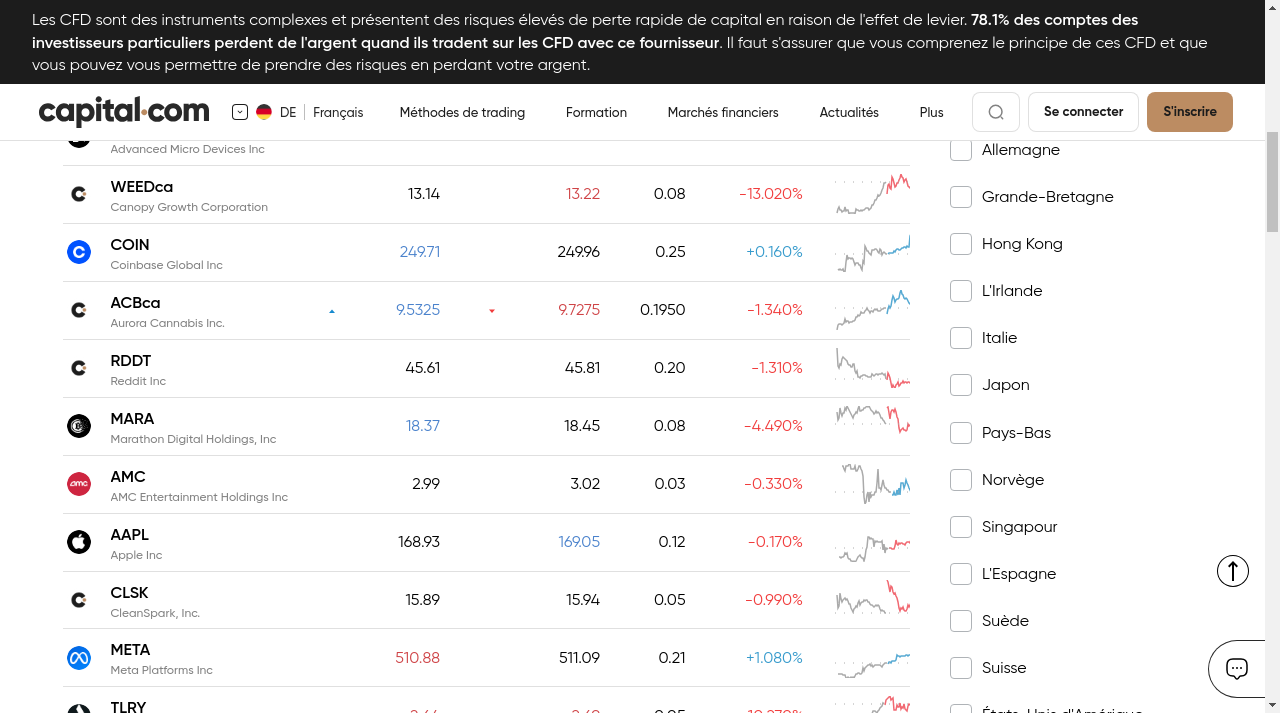 Les CFD sont des instruments complexes et présentent des risques élevés de perte rapide de capital en raison de l'effet de levier. 78.1% des comptes des
investisseurs particuliers perdent de l'argent quand ils tradent sur les CFD avec ce fournisseur. Il faut s'assurer que vous comprenez le principe de ces CFD et que
vous pouvez vous permettre de prendre des risques en perdant votre argent.
capital.com DE Français Méthodes de trading Formation Marchés financiers Actualités Plus Se connecter S'inscrire
Advanced Micro Devices Inc
WEEDca 13.14 13.22 0.08 -13.020%
Canopy Growth Corporation
COIN 249.71 249.96 0.25 +0.160%
Coinbase Global Inc
ACBca 9.5325 9.7275 0.1950 -1.340%
Aurora Cannabis Inc.
RDDT 45.61 45.81 0.20 -1.310%
Reddit Inc
MARA 18.37 18.45 0.08 -4.490%
Marathon Digital Holdings, Inc
AMC 2.99 3.02 0.03 -0.330%
AMC Entertainment Holdings Inc
AAPL 168.93 169.05 0.12 -0.170%
Apple Inc
CLSK 15.89 15.94 0.05 -0.990%
CleanSpark, Inc.
META 510.88 511.09 0.21 +1.080%
Meta Platforms Inc
TLRY
Allemagne
Grande-Bretagne
Hong Kong
L'Irlande
Italie
Japon
Pays-Bas
Norvège
Singapour
L'Espagne
Suède
Suisse
États-Unis d'Amérique